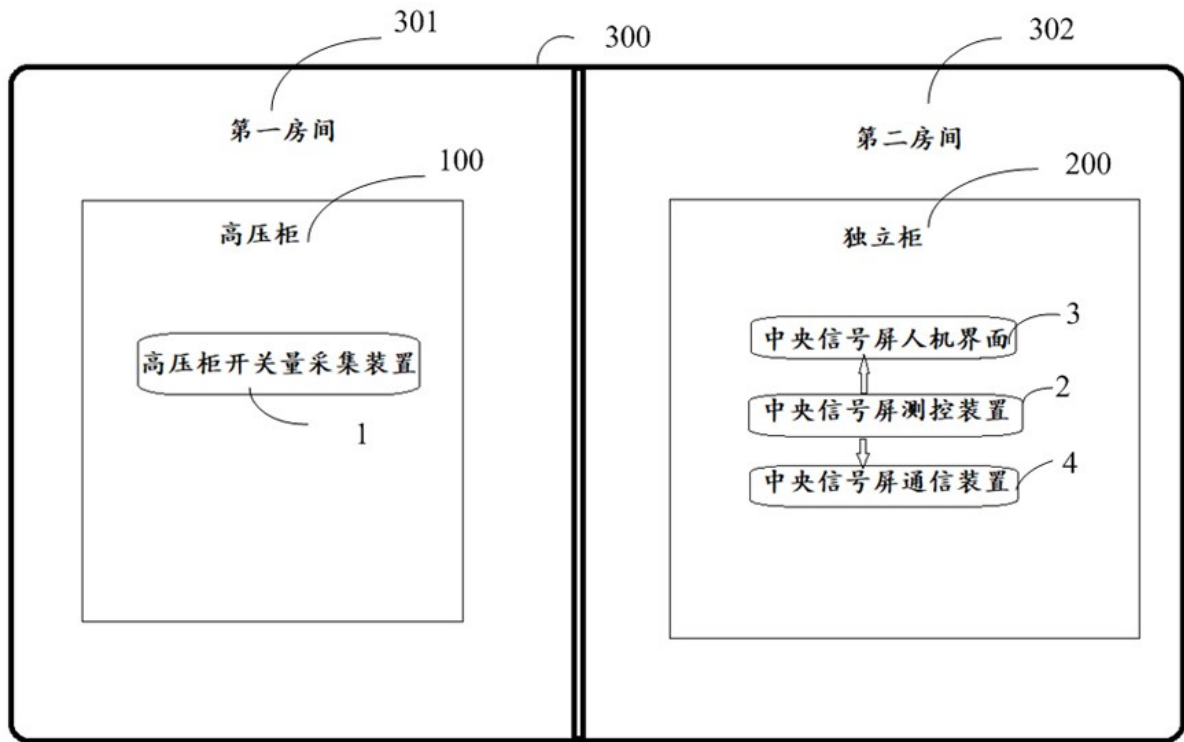 301
300
302
第一房间
第二房间
100
200
高压柜
独立柜
中央信号屏人机界面
3
高压柜开关量采集装置
中央信号屏测控装置
2
1
中央信号屏通信装置
4